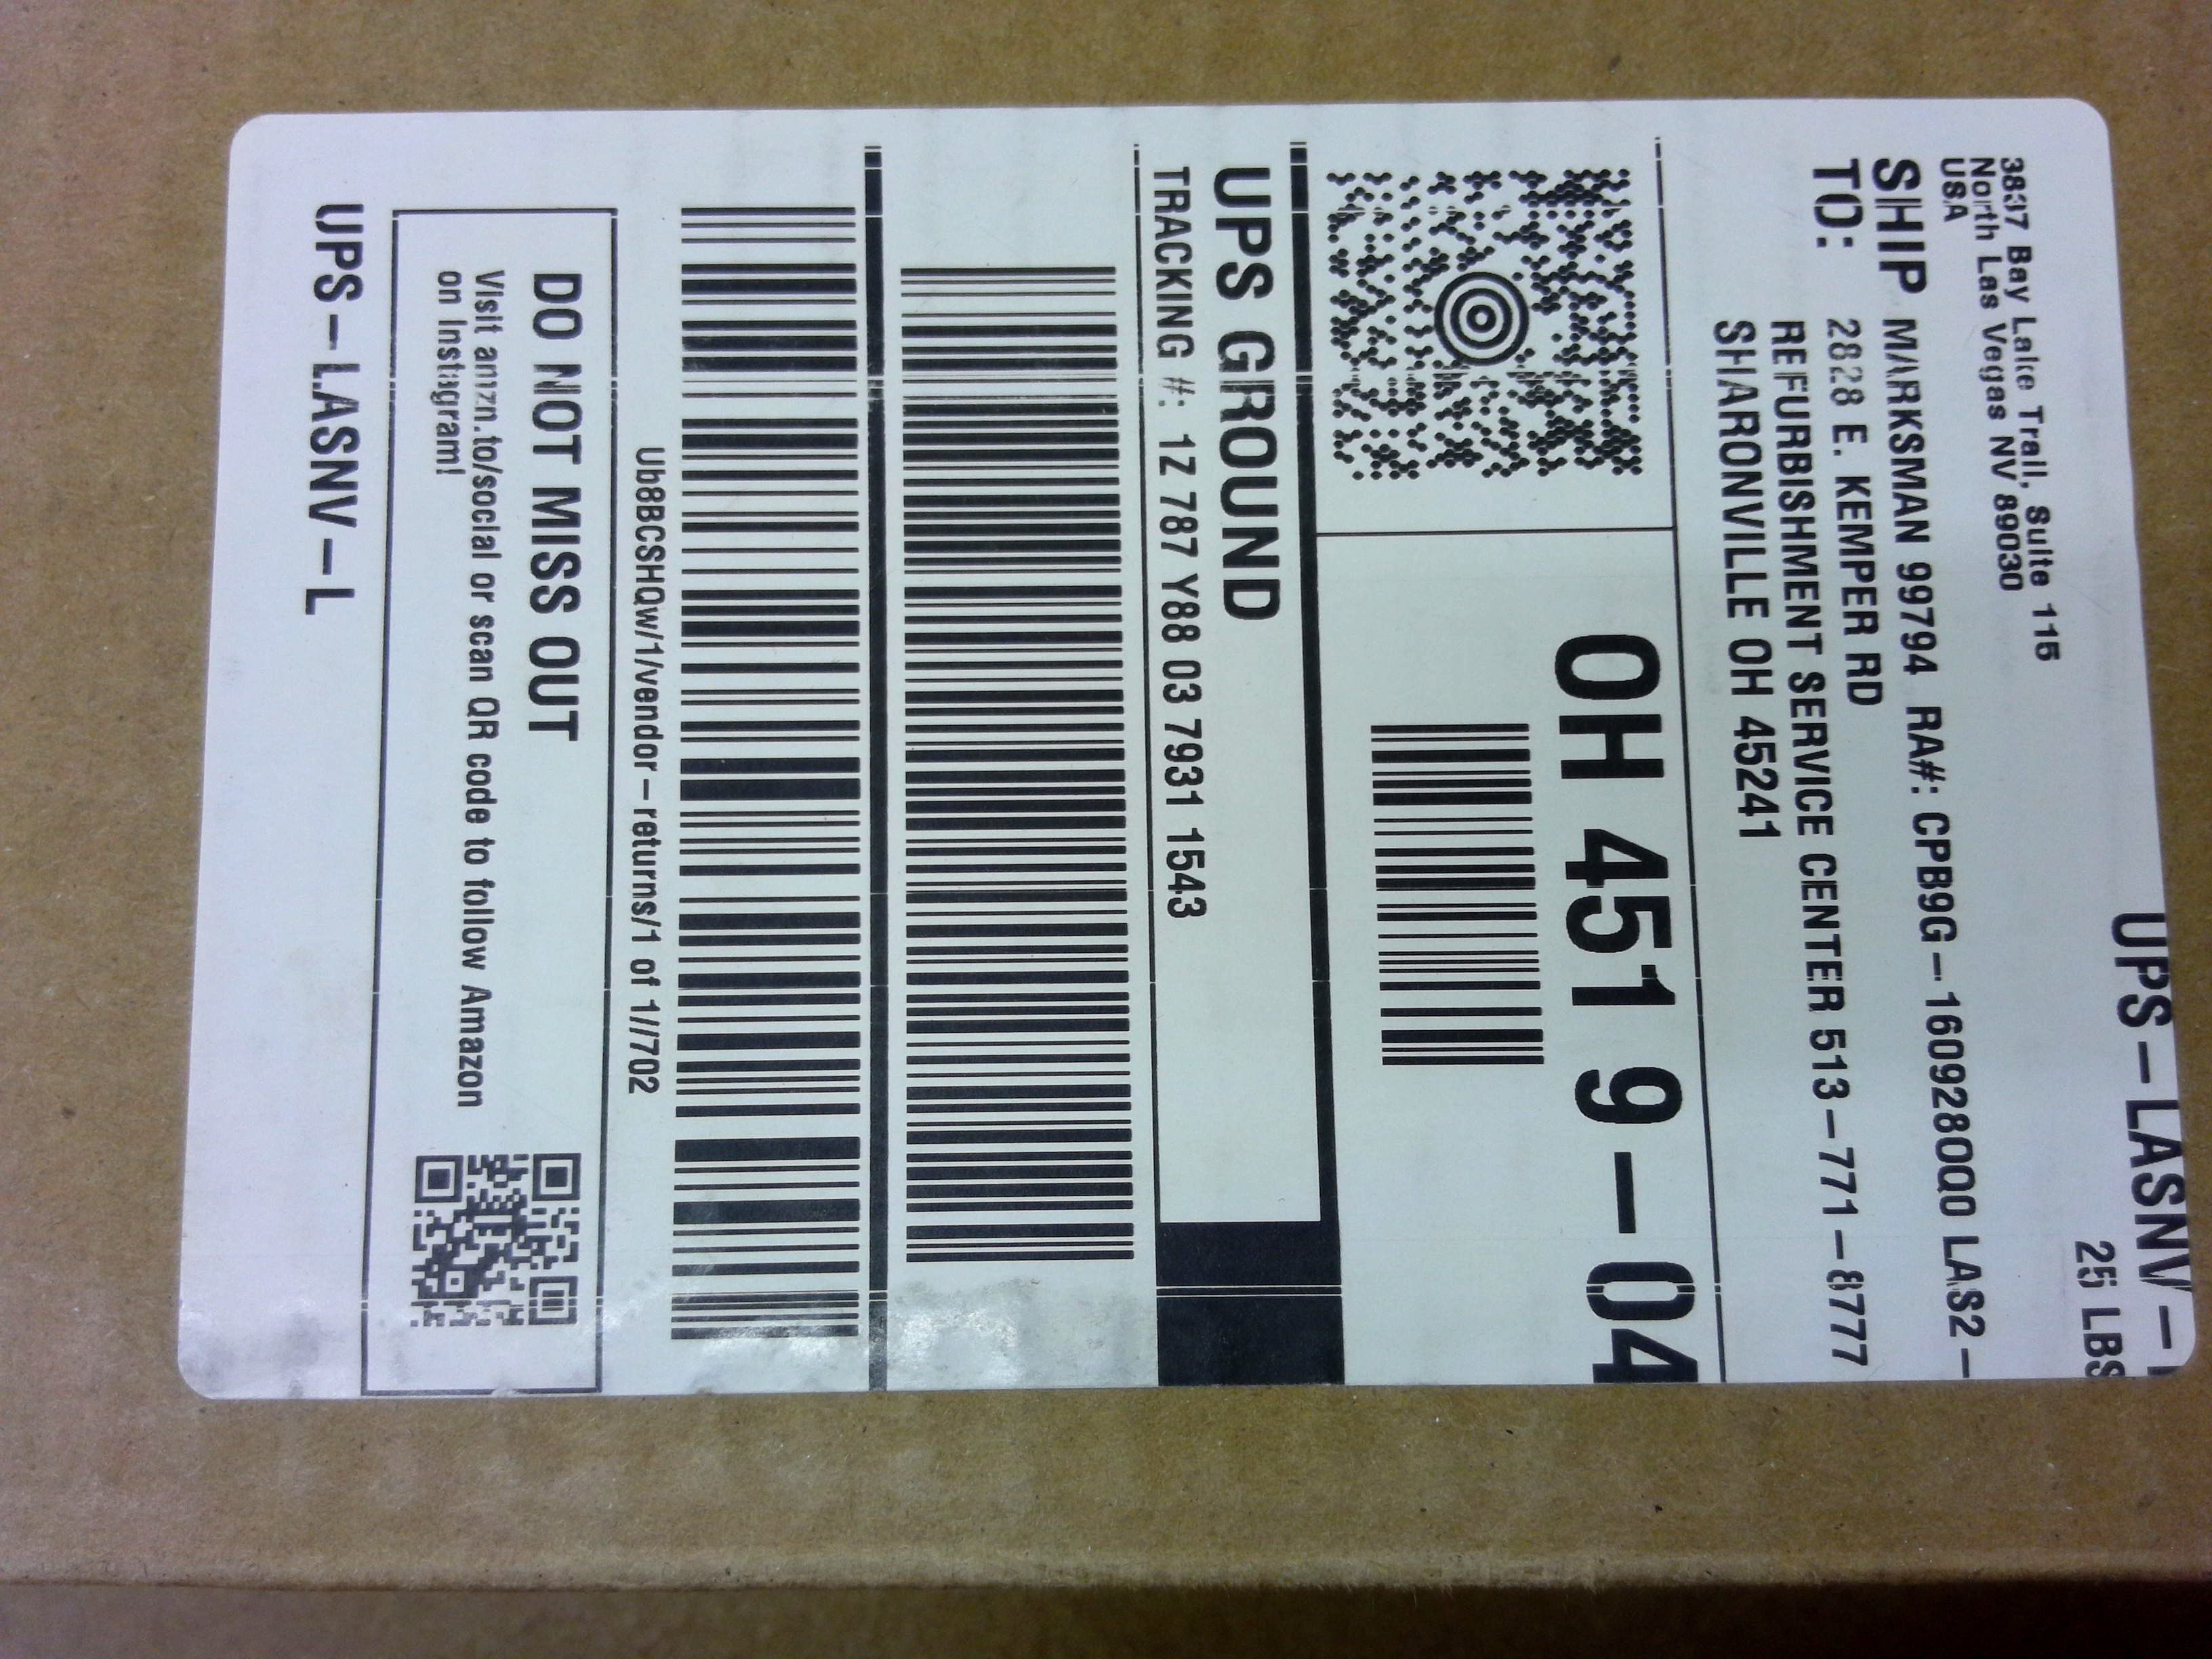 UPS-LASNV-
25 LBS
3837 Bay Lake Trail, Suite 115
North Las Vegas NV 89030
USA
SHIP TO:
MARKSMAN 99794 RA#: CPB9G-160928OQ0 LAS2-
2828 E. KEMPER RD
REFURBISHMENT SERVICE CENTER 513-771-8777
SHARONVILLE OH 45241
OH 451 9-04
UPS GROUND
TRACKING #: 1Z 787 Y88 03 7931 1543
Ub8BCSHQw/1/vendor-returns/1 of 1//702
DO NOT MISS OUT
Visit amzn.to/social or scan QR code to follow Amazon
on Instagram!
UPS-LASNV-L